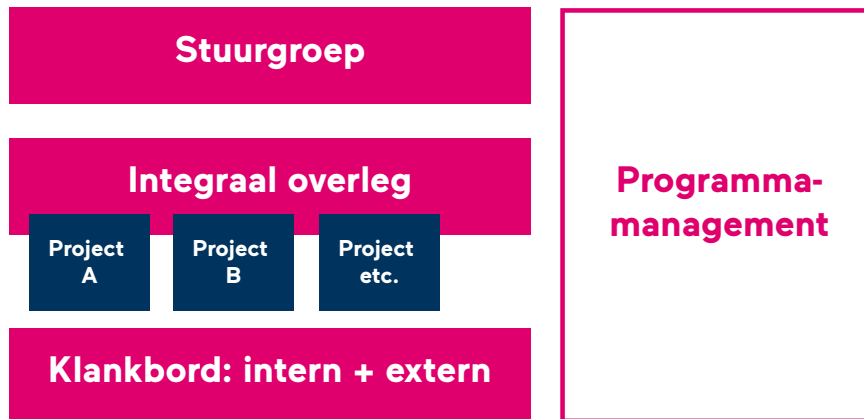 Stuurgroep
Integraal overleg
Project
A
Project
B
Project
etc.
Klankbord: intern + extern
Programma-
management